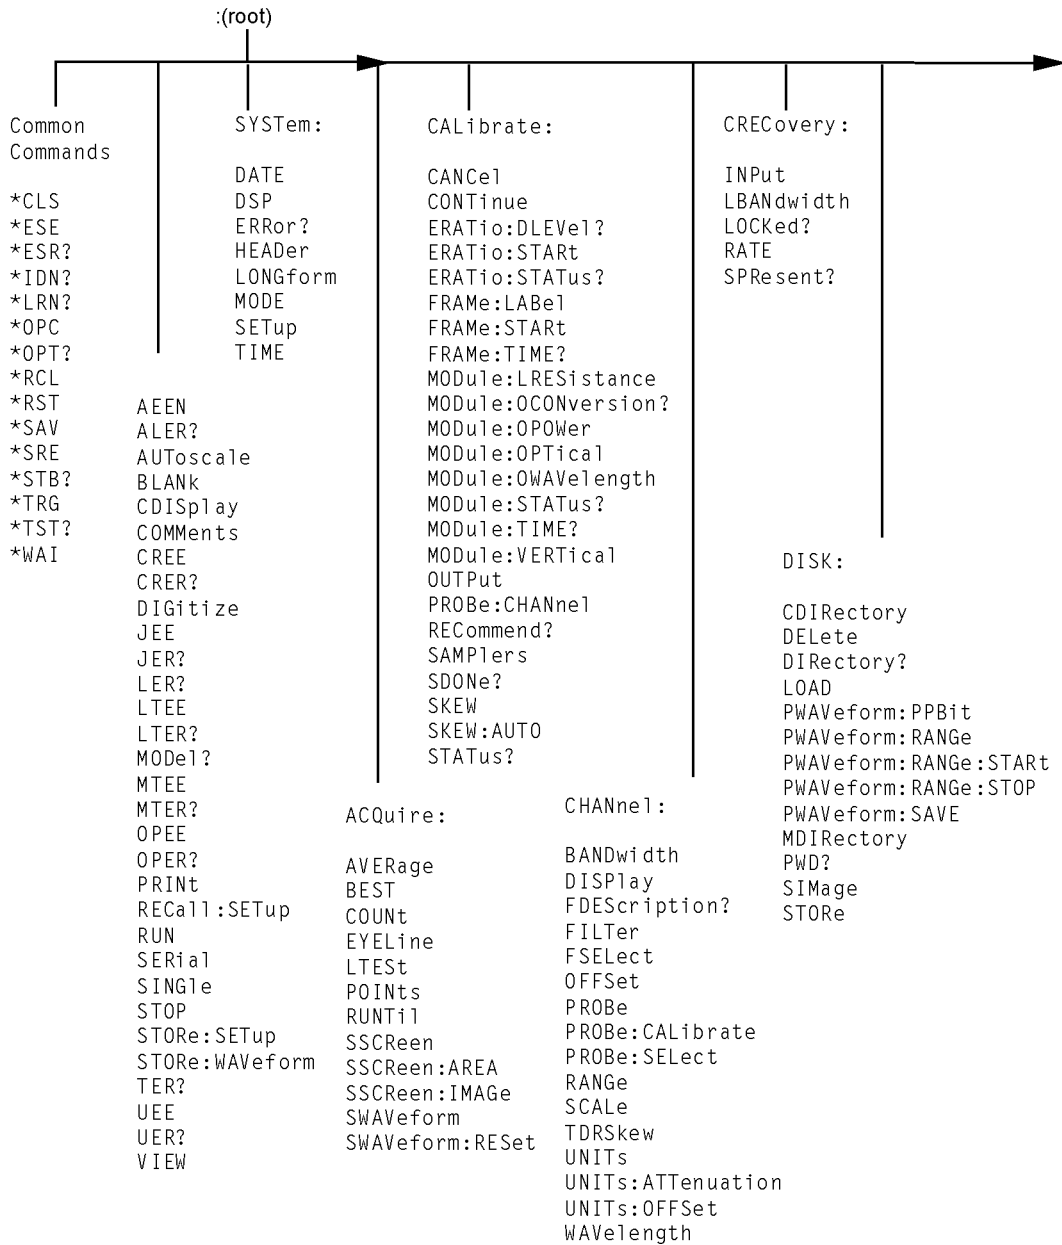 :(root)
Common
Commands
*CLS
*ESE
*ESR?
*IDN?
*LRN?
*OPC
*OPT?
*RCL
*RST
*SAV
*SRE
*STB?
*TRG
*TST?
*WAI
AEEN
ALER?
AUToscale
BLANk
CDISplay
COMMents
CREE
CRER?
DIGitize
JEE
JER?
LER?
LTEE
LTER?
MODel?
MTEE
MTER?
OPEE
OPER?
PRINt
RECall:SETup
RUN
SERial
SINGle
STOP
STORe:SETup
STORe:WAVeform
TER?
UEE
UER?
VIEW
SYSTem:
DATE
DSP
ERRor?
HEADer
LONGform
MODE
SETup
TIME
ACQuire:
AVERage
BEST
COUNt
EYELine
LTESt
POINts
RUNTil
SSCReen
SSCReen:AREA
SSCReen:IMAGe
SWAVeform
SWAVeform:RESet
CALibrate:
CANCel
CONTinue
ERATio:DLEVel?
ERATio:STARt
ERATio:STATus?
FRAMe:LABel
FRAMe:STARt
FRAMe:TIME?
MODule:LRESistance
MODule:OCONversion?
MODule:OPOWer
MODule:OPTical
MODule:OWAVelength
MODule:STATus?
MODule:TIME?
MODule:VERTical
OUTPut
PROBe:CHANnel
RECommend?
SAMPlers
SDONe?
SKEW
SKEW:AUTO
STATus?
CHANnel:
BANDwidth
DISPlay
FDEScription?
FILTer
FSELect
OFFSet
PROBe
PROBe:CALibrate
PROBe:SELect
RANGe
SCALe
TDRSkew
UNITs
UNITs:ATTenuation
UNITs:OFFSet
WAVelength
CRECovery:
INPut
LBANdwidth
LOCKed?
RATE
SPResent?
DISK:
CDIRectory
DELete
DIRectory?
LOAD
PWAVeform:PPBit
PWAVeform:RANGe
PWAVeform:RANGe:STARt
PWAVeform:RANGe:STOP
PWAVeform:SAVE
MDIRectory
PWD?
SIMage
STORe